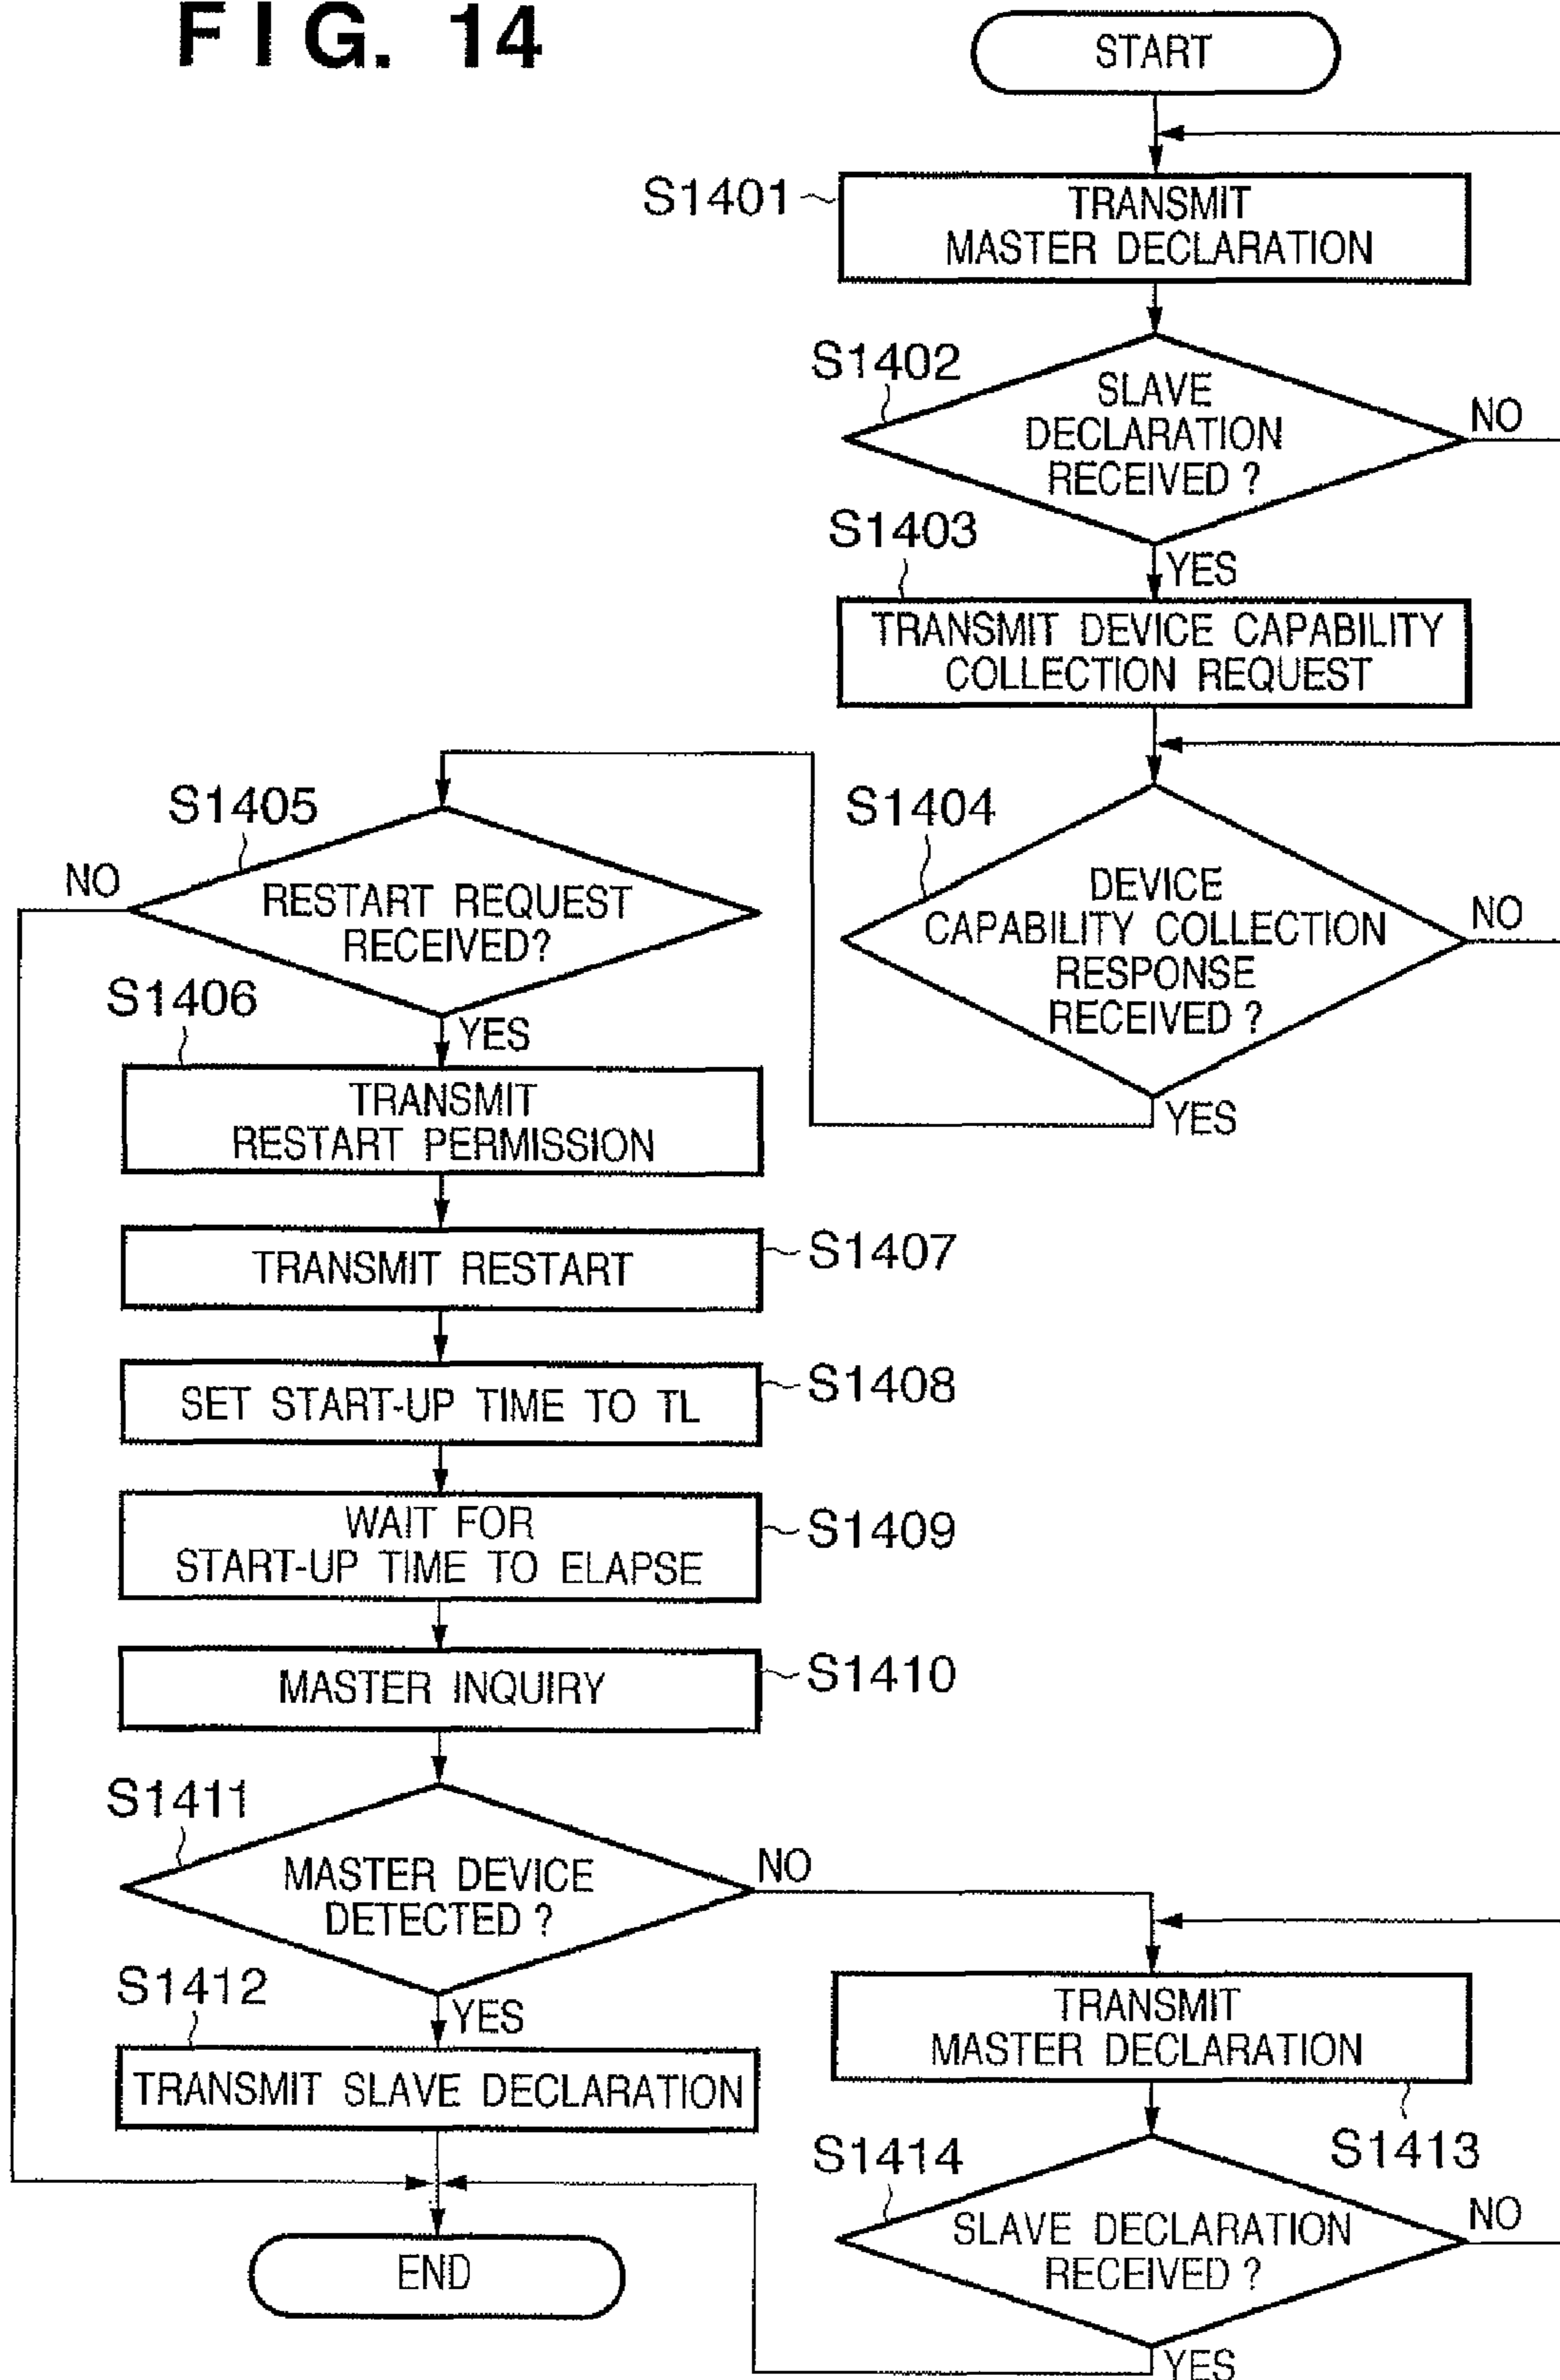 FIG. 14
START
S1401
TRANSMIT
MASTER DECLARATION
S1402
SLAVE
DECLARATION
RECEIVED ?
NO
YES
S1403
TRANSMIT DEVICE CAPABILITY
COLLECTION REQUEST
S1404
DEVICE
CAPABILITY COLLECTION
RESPONSE
RECEIVED ?
NO
YES
S1405
RESTART REQUEST
RECEIVED?
NO
YES
S1406
TRANSMIT
RESTART PERMISSION
TRANSMIT RESTART
S1407
SET START-UP TIME TO TL
S1408
WAIT FOR
START-UP TIME TO ELAPSE
S1409
MASTER INQUIRY
S1410
S1411
MASTER DEVICE
DETECTED ?
NO
YES
S1412
TRANSMIT SLAVE DECLARATION
TRANSMIT
MASTER DECLARATION
S1413
S1414
SLAVE DECLARATION
RECEIVED ?
NO
YES
END